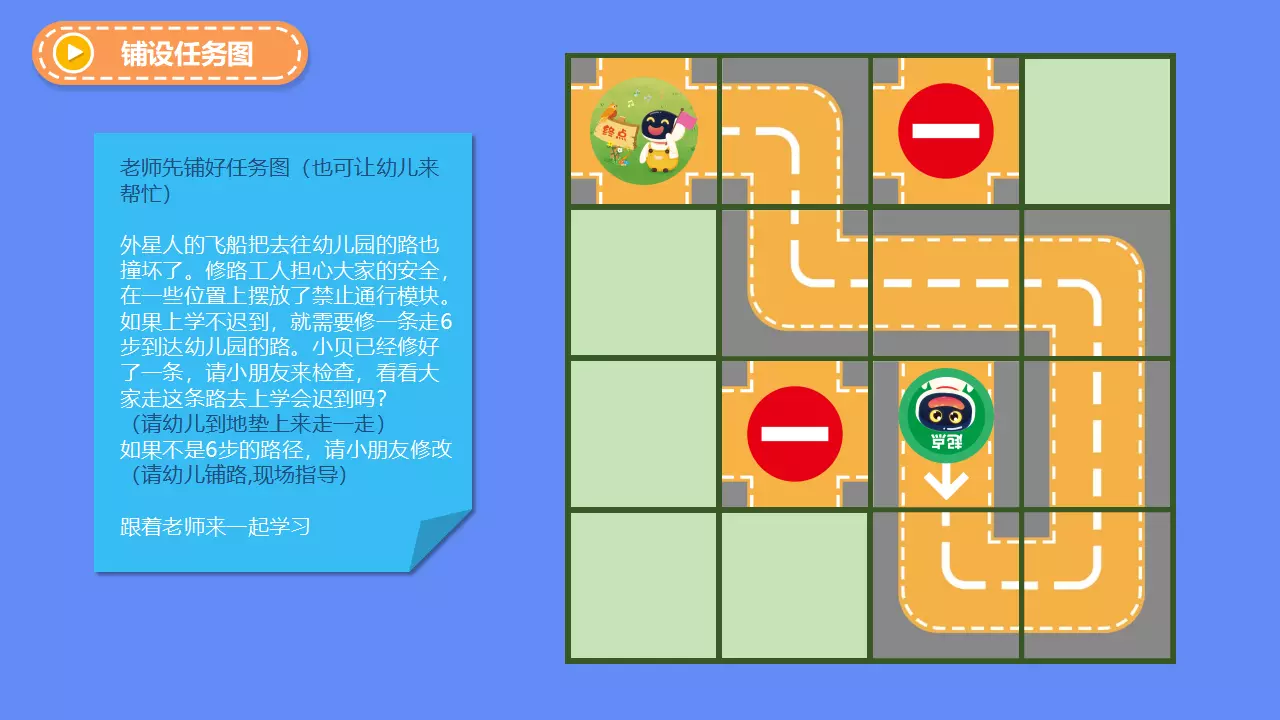 铺设任务图
老师先铺好任务图（也可让幼儿来
帮忙）
外星人的飞船把去往幼儿园的路也
撞坏了。修路工人担心大家的安全，
在一些位置上摆放了禁止通行模块。
如果上学不迟到，就需要修一条走6
步到达幼儿园的路。小贝已经修好
了一条，请小朋友来检查，看看大
家走这条路去上学会迟到吗？
（请幼儿到地垫上来走一走）
如果不是6步的路径，请小朋友修改
（请幼儿铺路,现场指导）
跟着老师来一起学习
终点
起点